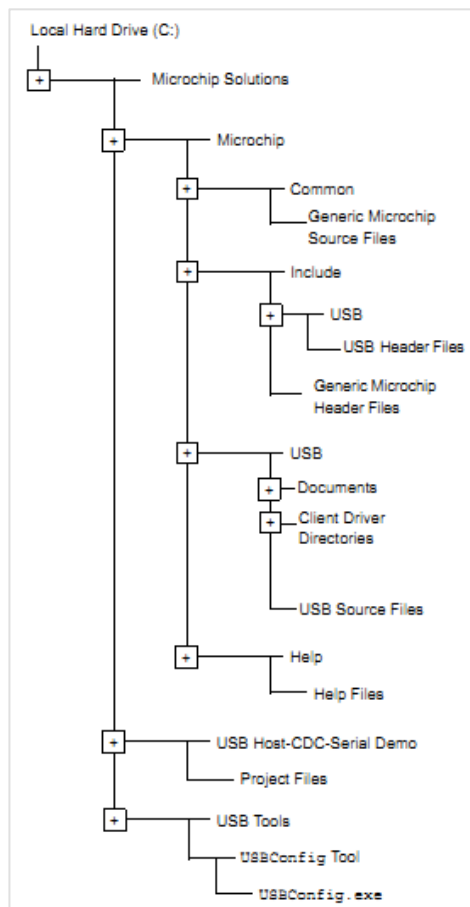 Local Hard Drive (C:)
+ Microchip Solutions
+ Microchip
+ Common
Generic Microchip
Source Files
+ Include
+ USB
USB Header Files
Generic Microchip
Header Files
+ USB
+ Documents
+ Client Driver
Directories
USB Source Files
+ Help
Help Files
+ USB Host-CDC-Serial Demo
Project Files
+ USB Tools
USBConfig Tool
USBConfig.exe